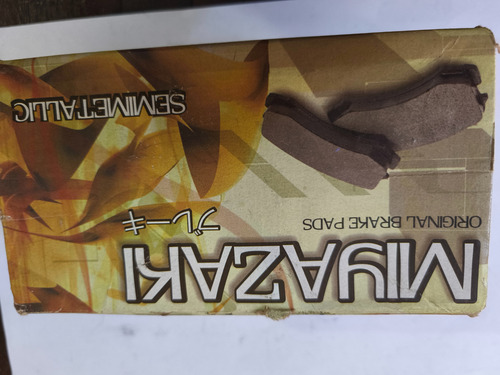 MIYAZAKI
ORIGINAL BRAKE PADS
ブレーキ
SEMIMETALLIC